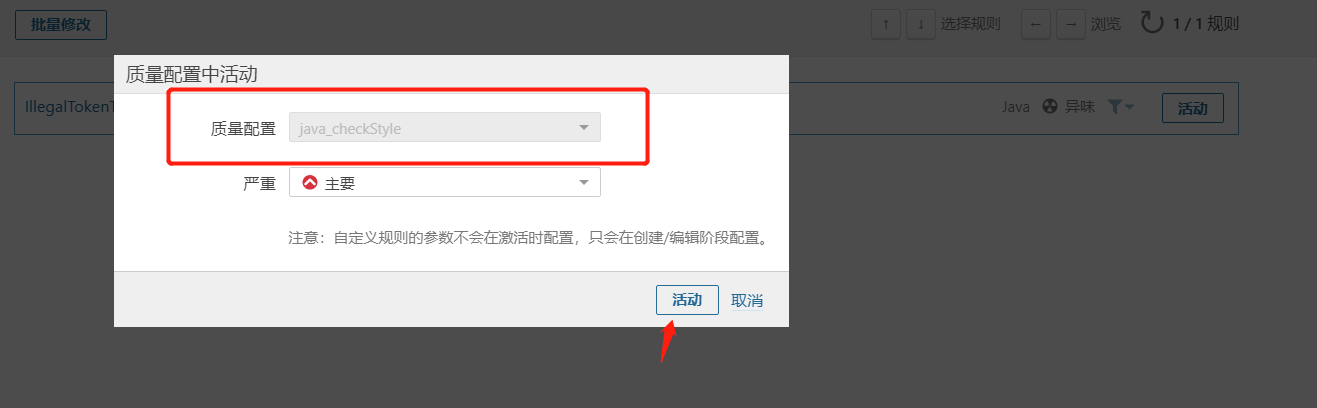 批量修改
↑ ↓ 选择规则 ← → 浏览 1 / 1 规则
质量配置中活动
IllegalTokenT
Java 异味 活动
质量配置 java_checkStyle
严重 主要
注意：自定义规则的参数不会在激活时配置，只会在创建/编辑阶段配置。
活动 取消